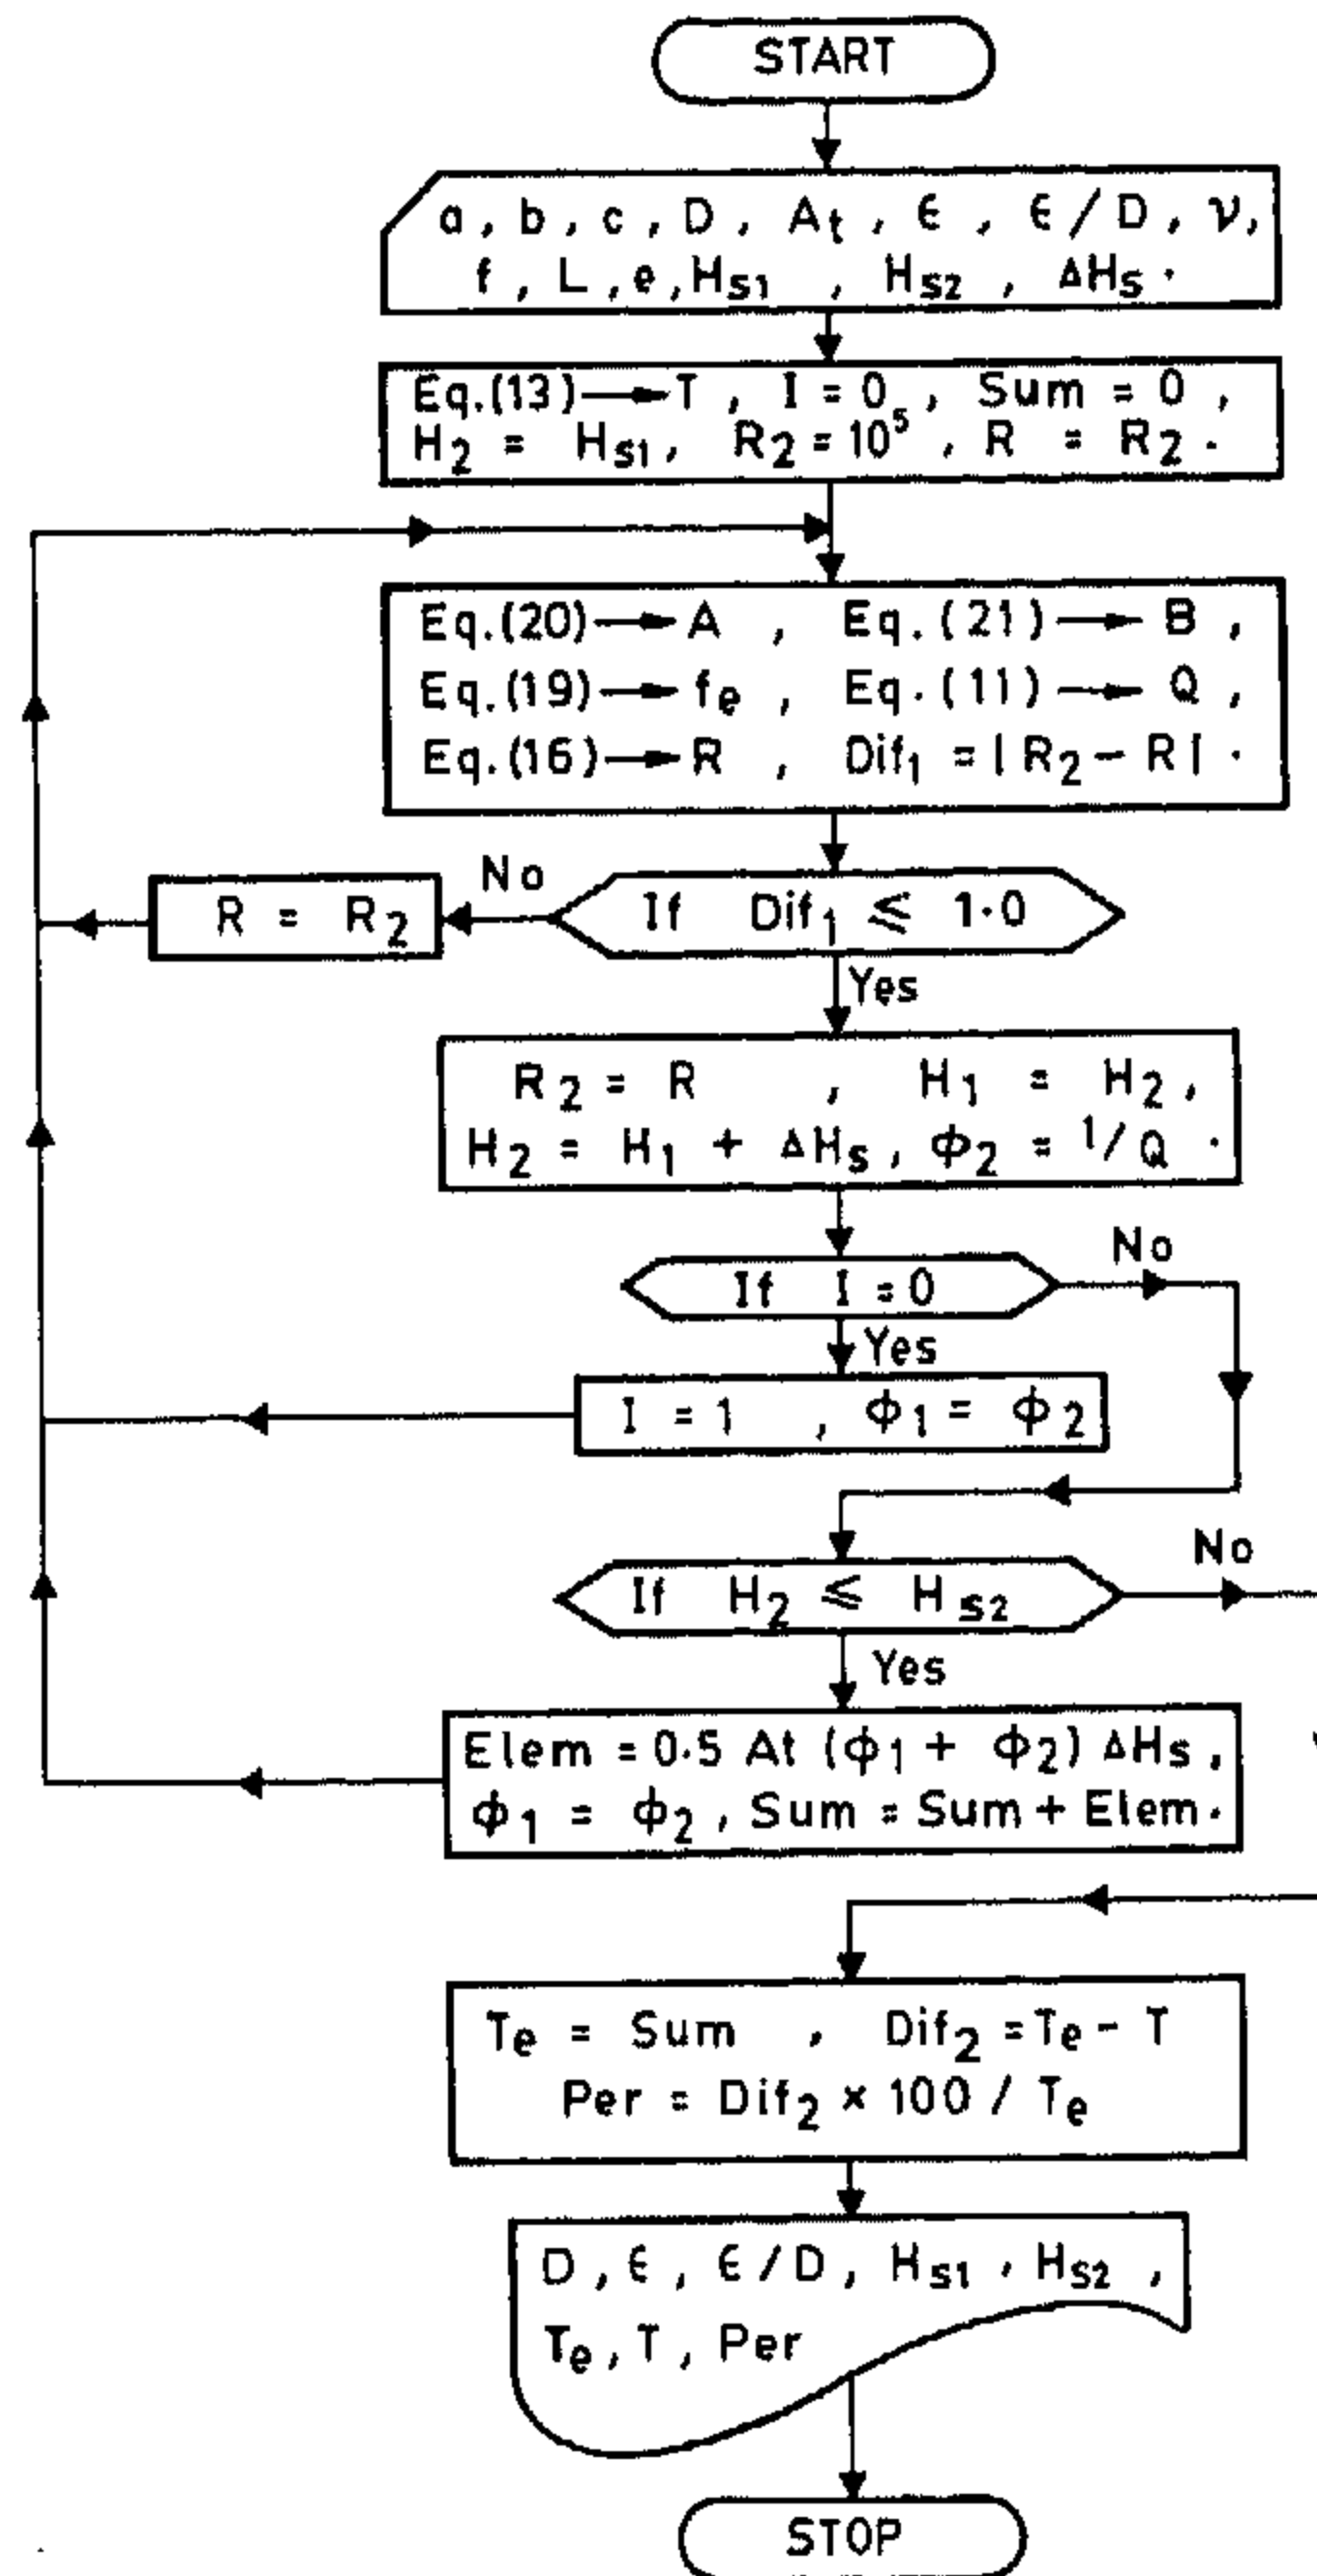 START
a, b, c, D, At, ϵ, ϵ/D, ν,
f, L, e, Hs1, Hs2, ΔHs.
Eq.(13)→T, I = 0, Sum = 0,
H2 = Hs1, R2 = 10⁵, R = R2.
Eq.(20)→A, Eq.(21)→B,
Eq.(19)→fe, Eq.(11)→Q,
Eq.(16)→R, Dif1 = |R2 - R|.
If Dif1 ⩽ 1·0
No
R = R2
Yes
R2 = R, H1 = H2,
H2 = H1 + ΔHs, ϕ2 = 1/Q.
If I = 0
No
Yes
I = 1, ϕ1 = ϕ2
If H2 ⩽ Hs2
No
Yes
Elem = 0·5 At (ϕ1 + ϕ2) ΔHs,
ϕ1 = ϕ2, Sum = Sum + Elem.
Te = Sum, Dif2 = Te - T
Per = Dif2 × 100 / Te
D, ϵ, ϵ/D, Hs1, Hs2,
Te, T, Per
STOP